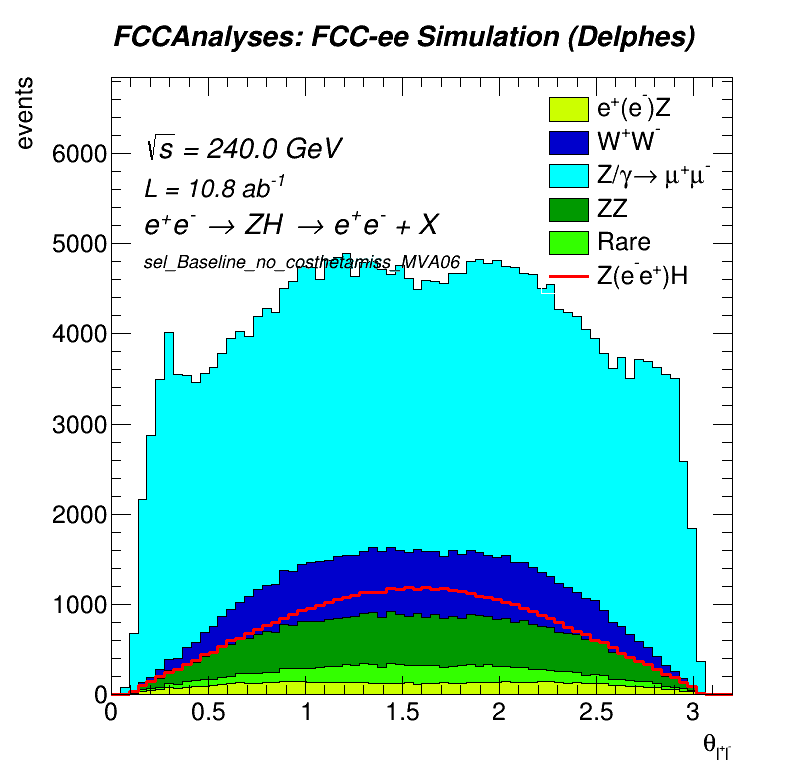 FCCAnalyses: FCC-ee Simulation (Delphes)
events
√s = 240.0 GeV
L = 10.8 ab⁻¹
e⁺e⁻ → ZH → e⁺e⁻ + X
sel_Baseline_no_costhetamiss_MVA06
e⁺(e⁻)Z
W⁺W⁻
Z/γ→ μ⁺μ⁻
ZZ
Rare
Z(e⁻e⁺)H
6000
5000
4000
3000
2000
1000
0
0 0.5 1 1.5 2 2.5 3
θ_l⁺l⁻